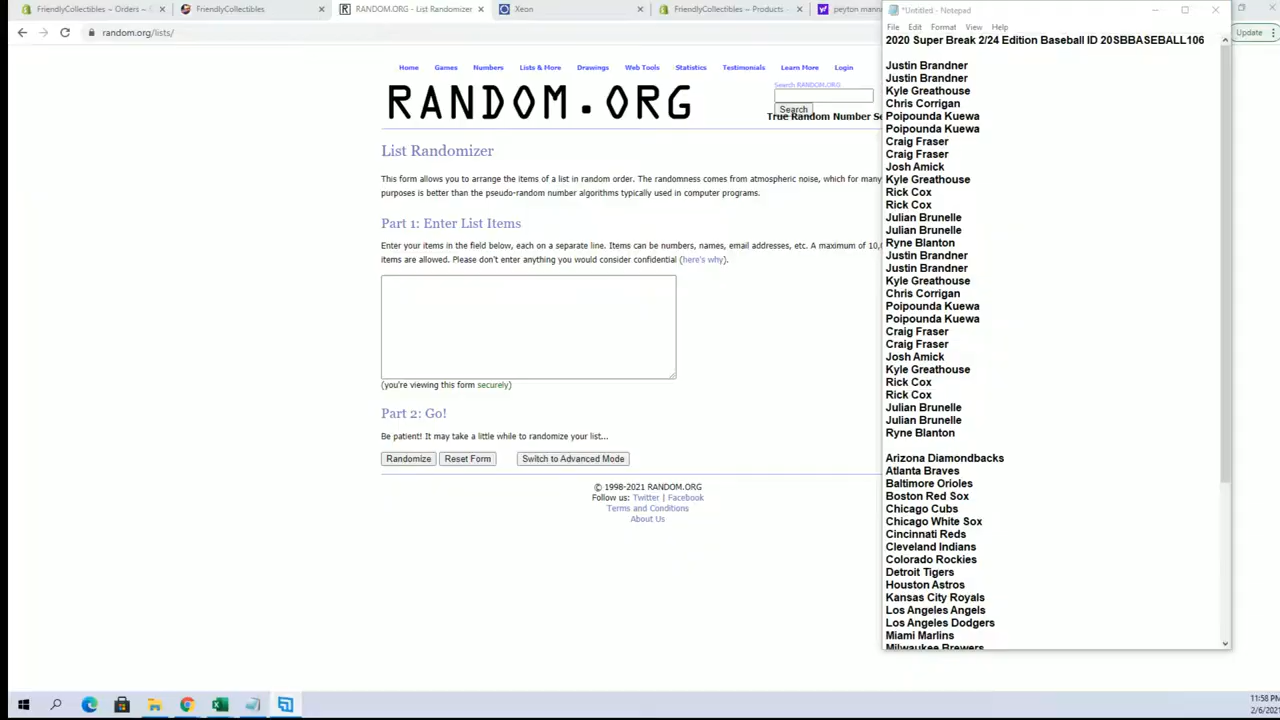 FriendlyCollectibles ~ Orders ~
FriendlyCollectibles
RANDOM.ORG - List Randomizer
Xeon
FriendlyCollectibles ~ Products
peyton mann
*Untitled - Notepad
random.org/lists/
Update
File Edit Format View Help
2020 Super Break 2/24 Edition Baseball ID 20SBBASEBALL106
Justin Brandner
Justin Brandner
Kyle Greathouse
Chris Corrigan
Poipounda Kuewa
Poipounda Kuewa
Craig Fraser
Craig Fraser
Josh Amick
Kyle Greathouse
Rick Cox
Rick Cox
Julian Brunelle
Julian Brunelle
Ryne Blanton
Justin Brandner
Justin Brandner
Kyle Greathouse
Chris Corrigan
Poipounda Kuewa
Poipounda Kuewa
Craig Fraser
Craig Fraser
Josh Amick
Kyle Greathouse
Rick Cox
Rick Cox
Julian Brunelle
Julian Brunelle
Ryne Blanton
Arizona Diamondbacks
Atlanta Braves
Baltimore Orioles
Boston Red Sox
Chicago Cubs
Chicago White Sox
Cincinnati Reds
Cleveland Indians
Colorado Rockies
Detroit Tigers
Houston Astros
Kansas City Royals
Los Angeles Angels
Los Angeles Dodgers
Miami Marlins
Milwaukee Brewers
Home Games Numbers Lists & More Drawings Web Tools Statistics Testimonials Learn More Login
Search RANDOM.ORG
RANDOM.ORG
Search
True Random Number Se
List Randomizer
This form allows you to arrange the items of a list in random order. The randomness comes from atmospheric noise, which for many
purposes is better than the pseudo-random number algorithms typically used in computer programs.
Part 1: Enter List Items
Enter your items in the field below, each on a separate line. Items can be numbers, names, email addresses, etc. A maximum of 10,0
items are allowed. Please don't enter anything you would consider confidential (here's why).
(you're viewing this form securely)
Part 2: Go!
Be patient! It may take a little while to randomize your list...
Randomize Reset Form Switch to Advanced Mode
© 1998-2021 RANDOM.ORG
Follow us: Twitter | Facebook
Terms and Conditions
About Us
11:58 PM
2/6/2021